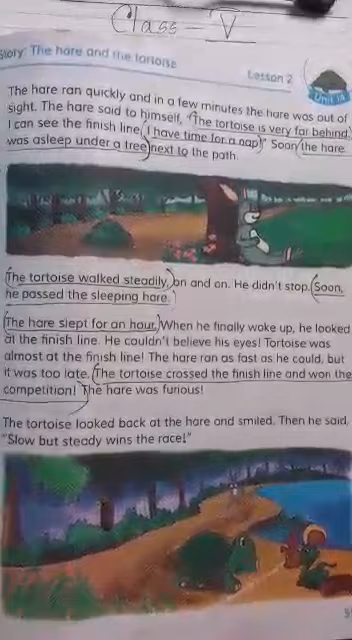 Class - V
Story: The hare and the tortoise
Lesson 2
Unit 14
The hare ran quickly and in a few minutes the hare was out of
sight. The hare said to himself, "The tortoise is very far behind.
I can see the finish line. I have time for a nap!" Soon the hare
was asleep under a tree next to the path.
The tortoise walked steadily, on and on. He didn't stop. Soon,
he passed the sleeping hare.
The hare slept for an hour. When he finally woke up, he looked
at the finish line. He couldn't believe his eyes! Tortoise was
almost at the finish line! The hare ran as fast as he could, but
it was too late. The tortoise crossed the finish line and won the
competition! The hare was furious!
The tortoise looked back at the hare and smiled. Then he said,
"Slow but steady wins the race!"